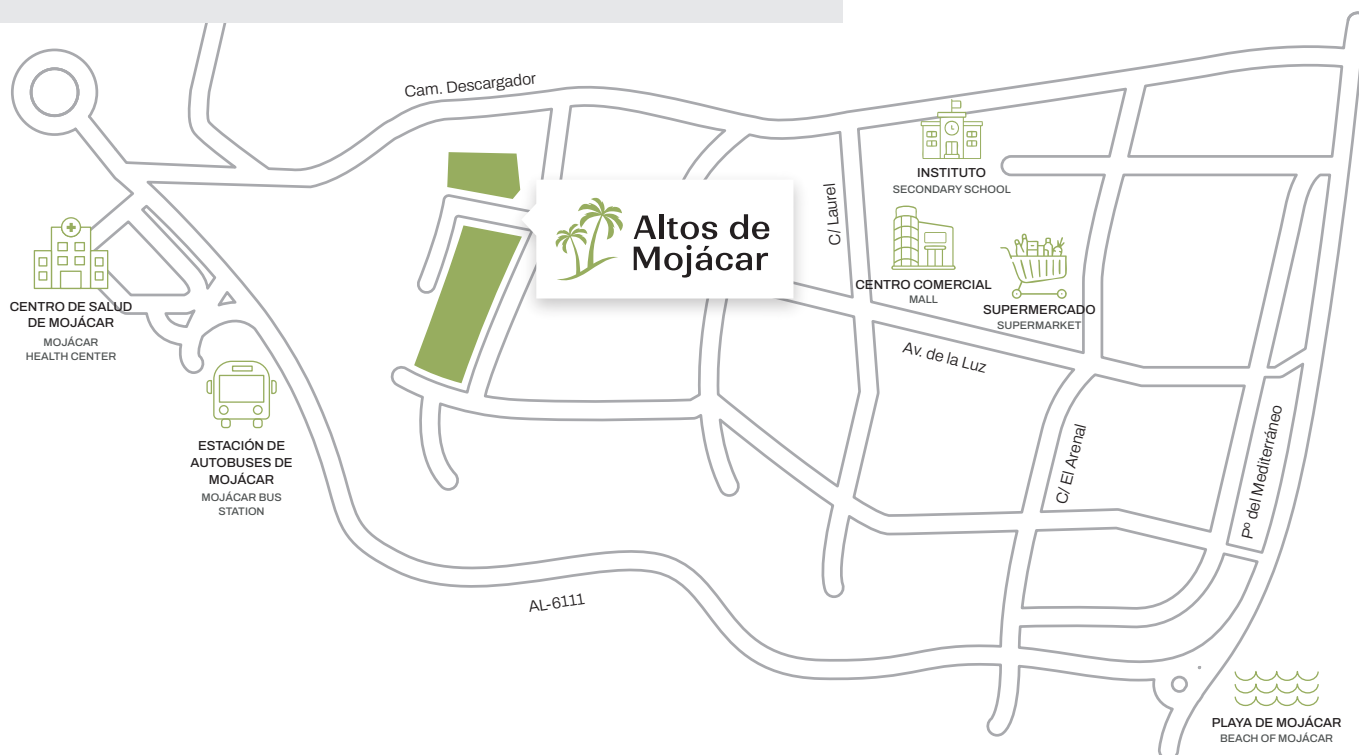 Cam. Descargador
INSTITUTO
SECONDARY SCHOOL
Altos de
Mojácar
C/ Laurel
CENTRO COMERCIAL
MALL
SUPERMERCADO
SUPERMARKET
CENTRO DE SALUD
DE MOJÁCAR
MOJÁCAR
HEALTH CENTER
Av. de la Luz
ESTACIÓN DE
AUTOBUSES DE
MOJÁCAR
MOJÁCAR BUS
STATION
C/ El Arenal
Pº del Mediterráneo
AL-6111
PLAYA DE MOJÁCAR
BEACH OF MOJÁCAR